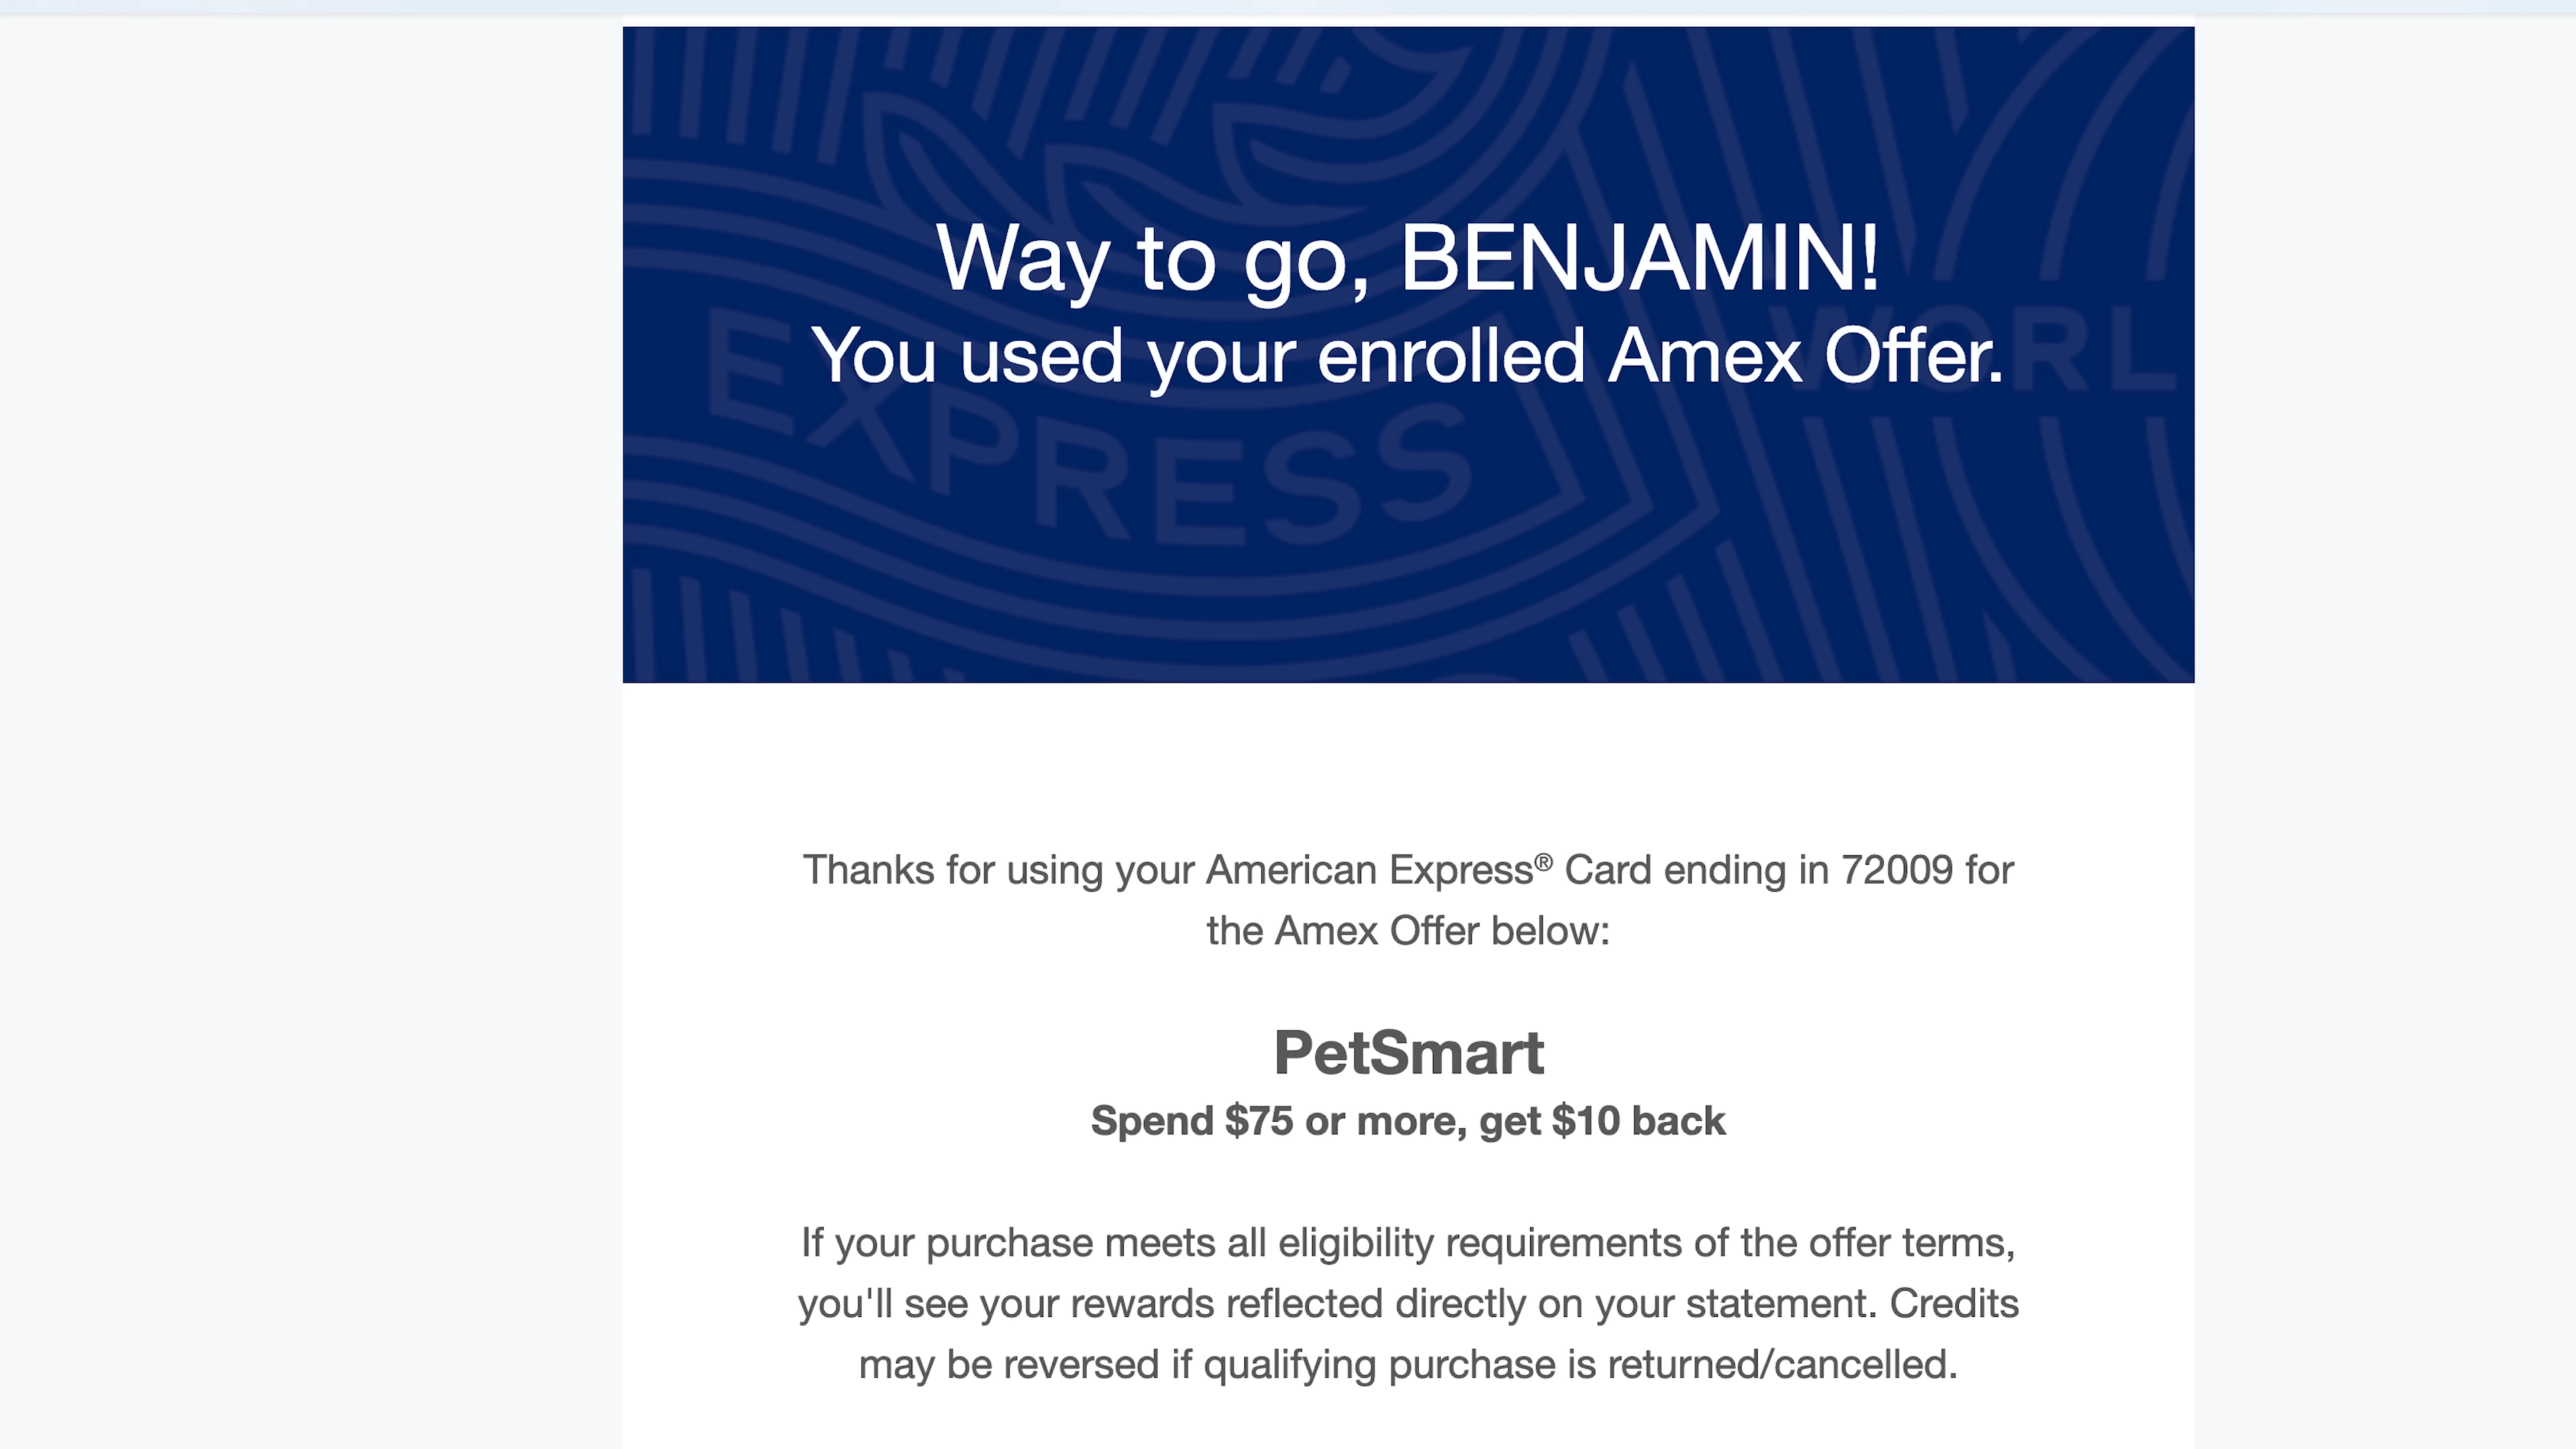 Way to go, BENJAMIN!
You used your enrolled Amex Offer.
EXPRESS
WORL
Thanks for using your American Express® Card ending in 72009 for
the Amex Offer below:
PetSmart
Spend $75 or more, get $10 back
If your purchase meets all eligibility requirements of the offer terms,
you'll see your rewards reflected directly on your statement. Credits
may be reversed if qualifying purchase is returned/cancelled.